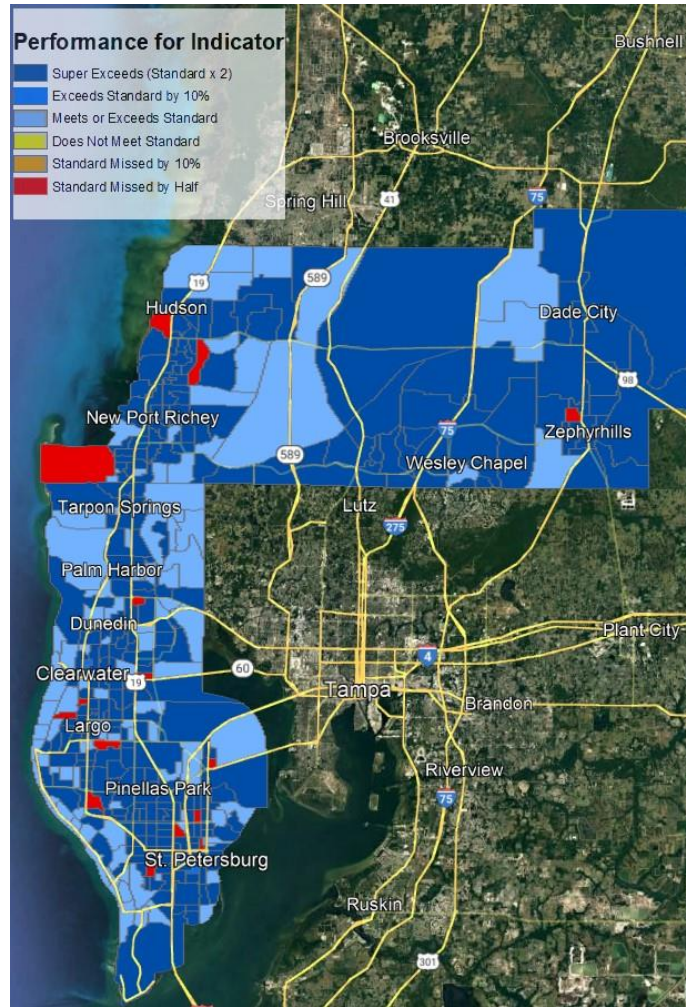 Performance for Indicator
Super Exceeds (Standard x 2)
Exceeds Standard by 10%
Meets or Exceeds Standard
Does Not Meet Standard
Standard Missed by 10%
Standard Missed by Half
Bushnell
Brooksville
75
41
Spring Hill
19
589
Hudson
Dade City
98
New Port Richey
75
Zephyrhills
589
Wesley Chapel
Tarpon Springs
Lutz
275
Palm Harbor
Dunedin
Plant City
4
60
Clearwater
19
Tampa
Brandon
Largo
Riverview
Pinellas Park
75
St. Petersburg
Ruskin
301